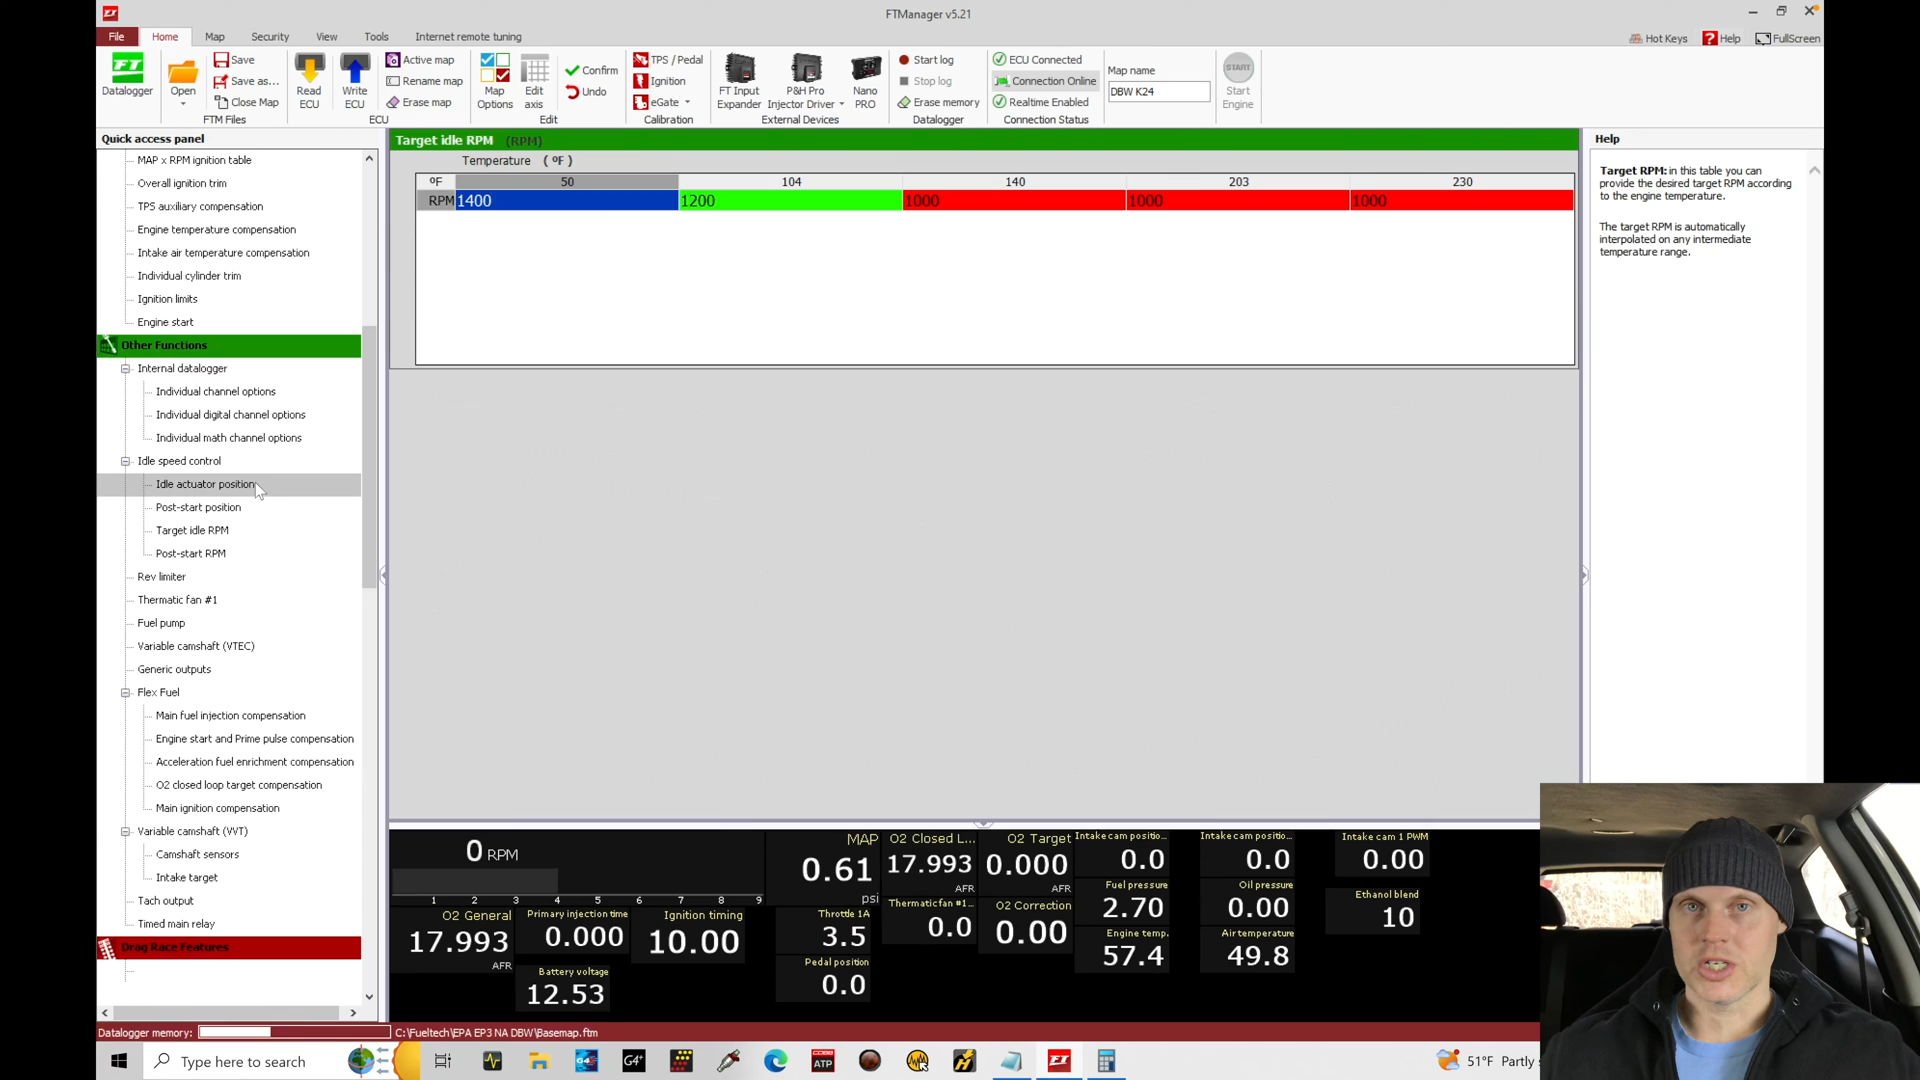 FTManager v5.21
File Home Map Security View Tools Internet remote tuning
Hot Keys Help FullScreen
Datalogger
Open
Save
Save as...
Close Map
FTM Files
Read ECU
Write ECU
Active map
Rename map
Erase map
ECU
Map Options
Edit axis
Confirm
Undo
Edit
TPS / Pedal
Ignition
eGate
Calibration
FT Input Expander
P&H Pro Injector Driver
Nano PRO
External Devices
Start log
Stop log
Erase memory
Datalogger
ECU Connected
Connection Online
Realtime Enabled
Connection Status
Map name
DBW K24
START
Start Engine
Quick access panel
MAP x RPM ignition table
Overall ignition trim
TPS auxiliary compensation
Engine temperature compensation
Intake air temperature compensation
Individual cylinder trim
Ignition limits
Engine start
Other Functions
Internal datalogger
Individual channel options
Individual digital channel options
Individual math channel options
Idle speed control
Idle actuator position
Post-start position
Target idle RPM
Post-start RPM
Rev limiter
Thermatic fan #1
Fuel pump
Variable camshaft (VTEC)
Generic outputs
Flex Fuel
Main fuel injection compensation
Engine start and Prime pulse compensation
Acceleration fuel enrichment compensation
O2 closed loop target compensation
Main ignition compensation
Variable camshaft (VVT)
Camshaft sensors
Intake target
Tach output
Timed main relay
Drag Race Features
Target idle RPM (RPM)
Temperature (ºF)
ºF 50 104 140 203 230
RPM 1400 1200 1000 1000 1000
Help
Target RPM: in this table you can
provide the desired target RPM according
to the engine temperature.
The target RPM is automatically
interpolated on any intermediate
temperature range.
0 RPM
1 2 3 4 5 6 7 8 9
MAP
0.61
psi
O2 Closed L...
17.993
AFR
O2 Target
0.000
AFR
Intake cam positio...
0.0
Intake cam positio...
0.0
Intake cam 1 PWM
0.00
O2 General
17.993
AFR
Primary injection time
0.000
Ignition timing
10.00
Throttle 1A
3.5
Thermatic fan #1...
0.0
O2 Correction
0.00
Fuel pressure
2.70
Oil pressure
0.00
Ethanol blend
10
Battery voltage
12.53
Pedal position
0.0
Engine temp.
57.4
Air temperature
49.8
Datalogger memory: C:\Fueltech\EPA EP3 NA DBW\Basemap.ftm
Type here to search
G4+
COBB
ATP
FT
51°F Partly